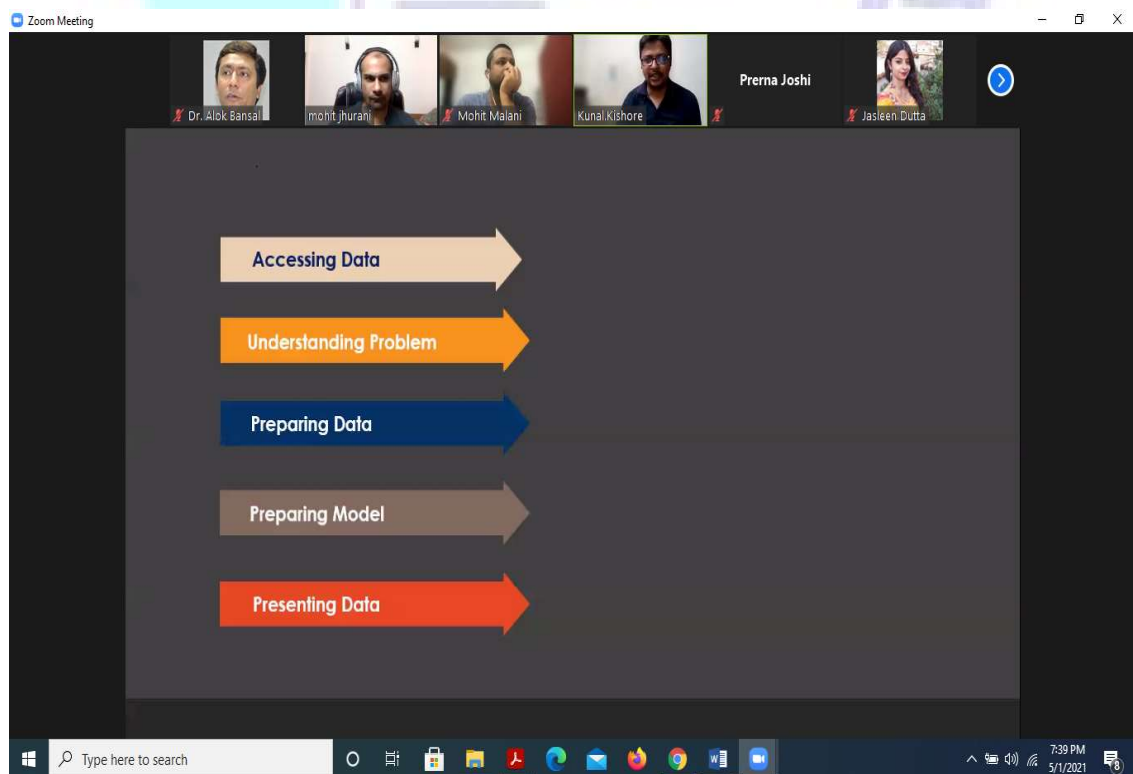 Zoom Meeting
Dr. Alok Bansal
mohit jhurani
Mohit Malani
Kunal.Kishore
Prerna Joshi
Jasleen Dutta
Accessing Data
Understanding Problem
Preparing Data
Preparing Model
Presenting Data
Type here to search
7:39 PM
5/1/2021
8